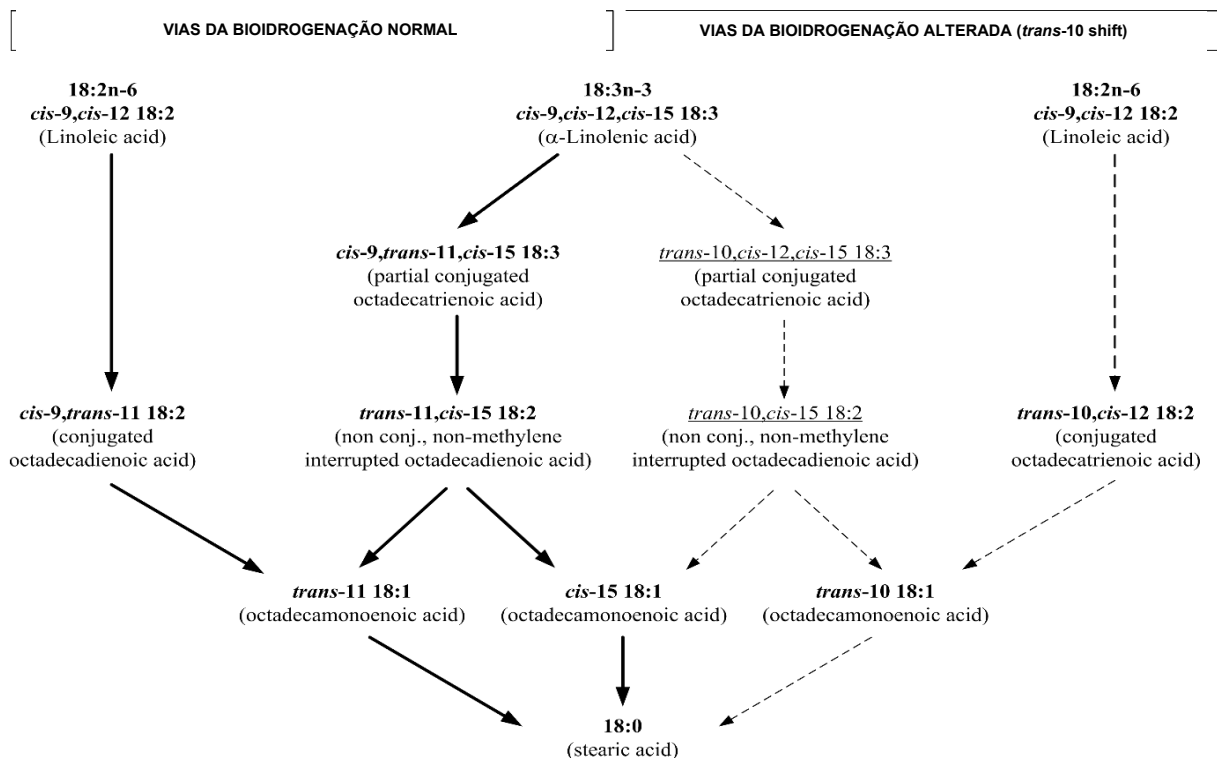 VIAS DA BIOIDROGENAÇÃO NORMAL
VIAS DA BIOIDROGENAÇÃO ALTERADA (trans-10 shift)
18:2n-6
cis-9,cis-12 18:2
(Linoleic acid)
18:3n-3
cis-9,cis-12,cis-15 18:3
(α-Linolenic acid)
18:2n-6
cis-9,cis-12 18:2
(Linoleic acid)
cis-9,trans-11,cis-15 18:3
(partial conjugated
octadecatrienoic acid)
trans-10,cis-12,cis-15 18:3
(partial conjugated
octadecatrienoic acid)
cis-9,trans-11 18:2
(conjugated
octadecadienoic acid)
trans-11,cis-15 18:2
(non conj., non-methylene
interrupted octadecadienoic acid)
trans-10,cis-15 18:2
(non conj., non-methylene
interrupted octadecadienoic acid)
trans-10,cis-12 18:2
(conjugated
octadecatrienoic acid)
trans-11 18:1
(octadecamonoenoic acid)
cis-15 18:1
(octadecamonoenoic acid)
trans-10 18:1
(octadecamonoenoic acid)
18:0
(stearic acid)